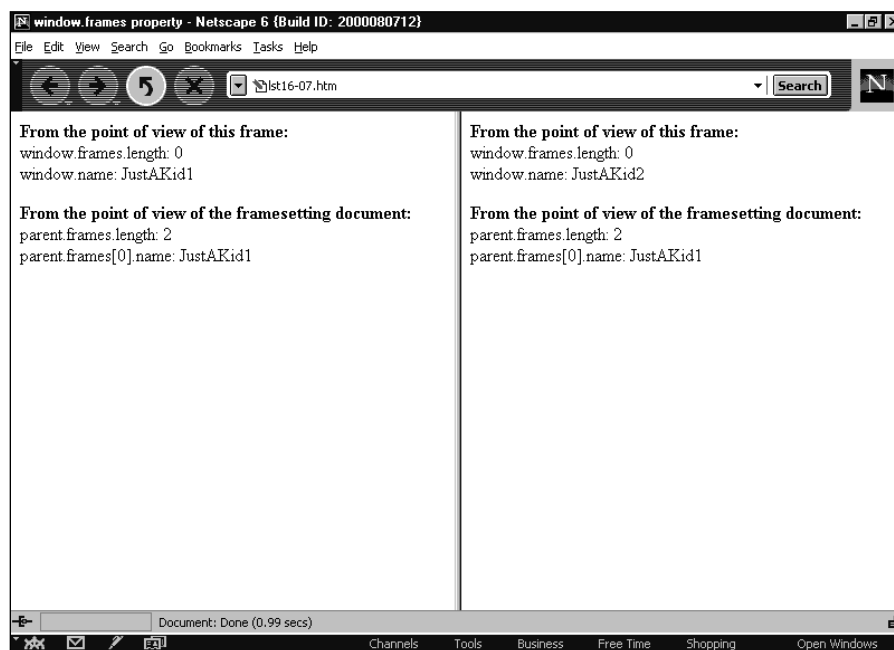 window.frames property - Netscape 6 {Build ID: 2000080712}
File Edit View Search Go Bookmarks Tasks Help
lst16-07.htm Search N
From the point of view of this frame:
window.frames.length: 0
window.name: JustAKid1
From the point of view of the framesetting document:
parent.frames.length: 2
parent.frames[0].name: JustAKid1
From the point of view of this frame:
window.frames.length: 0
window.name: JustAKid2
From the point of view of the framesetting document:
parent.frames.length: 2
parent.frames[0].name: JustAKid1
Document: Done (0.99 secs)
Channels Tools Business Free Time Shopping Open Windows